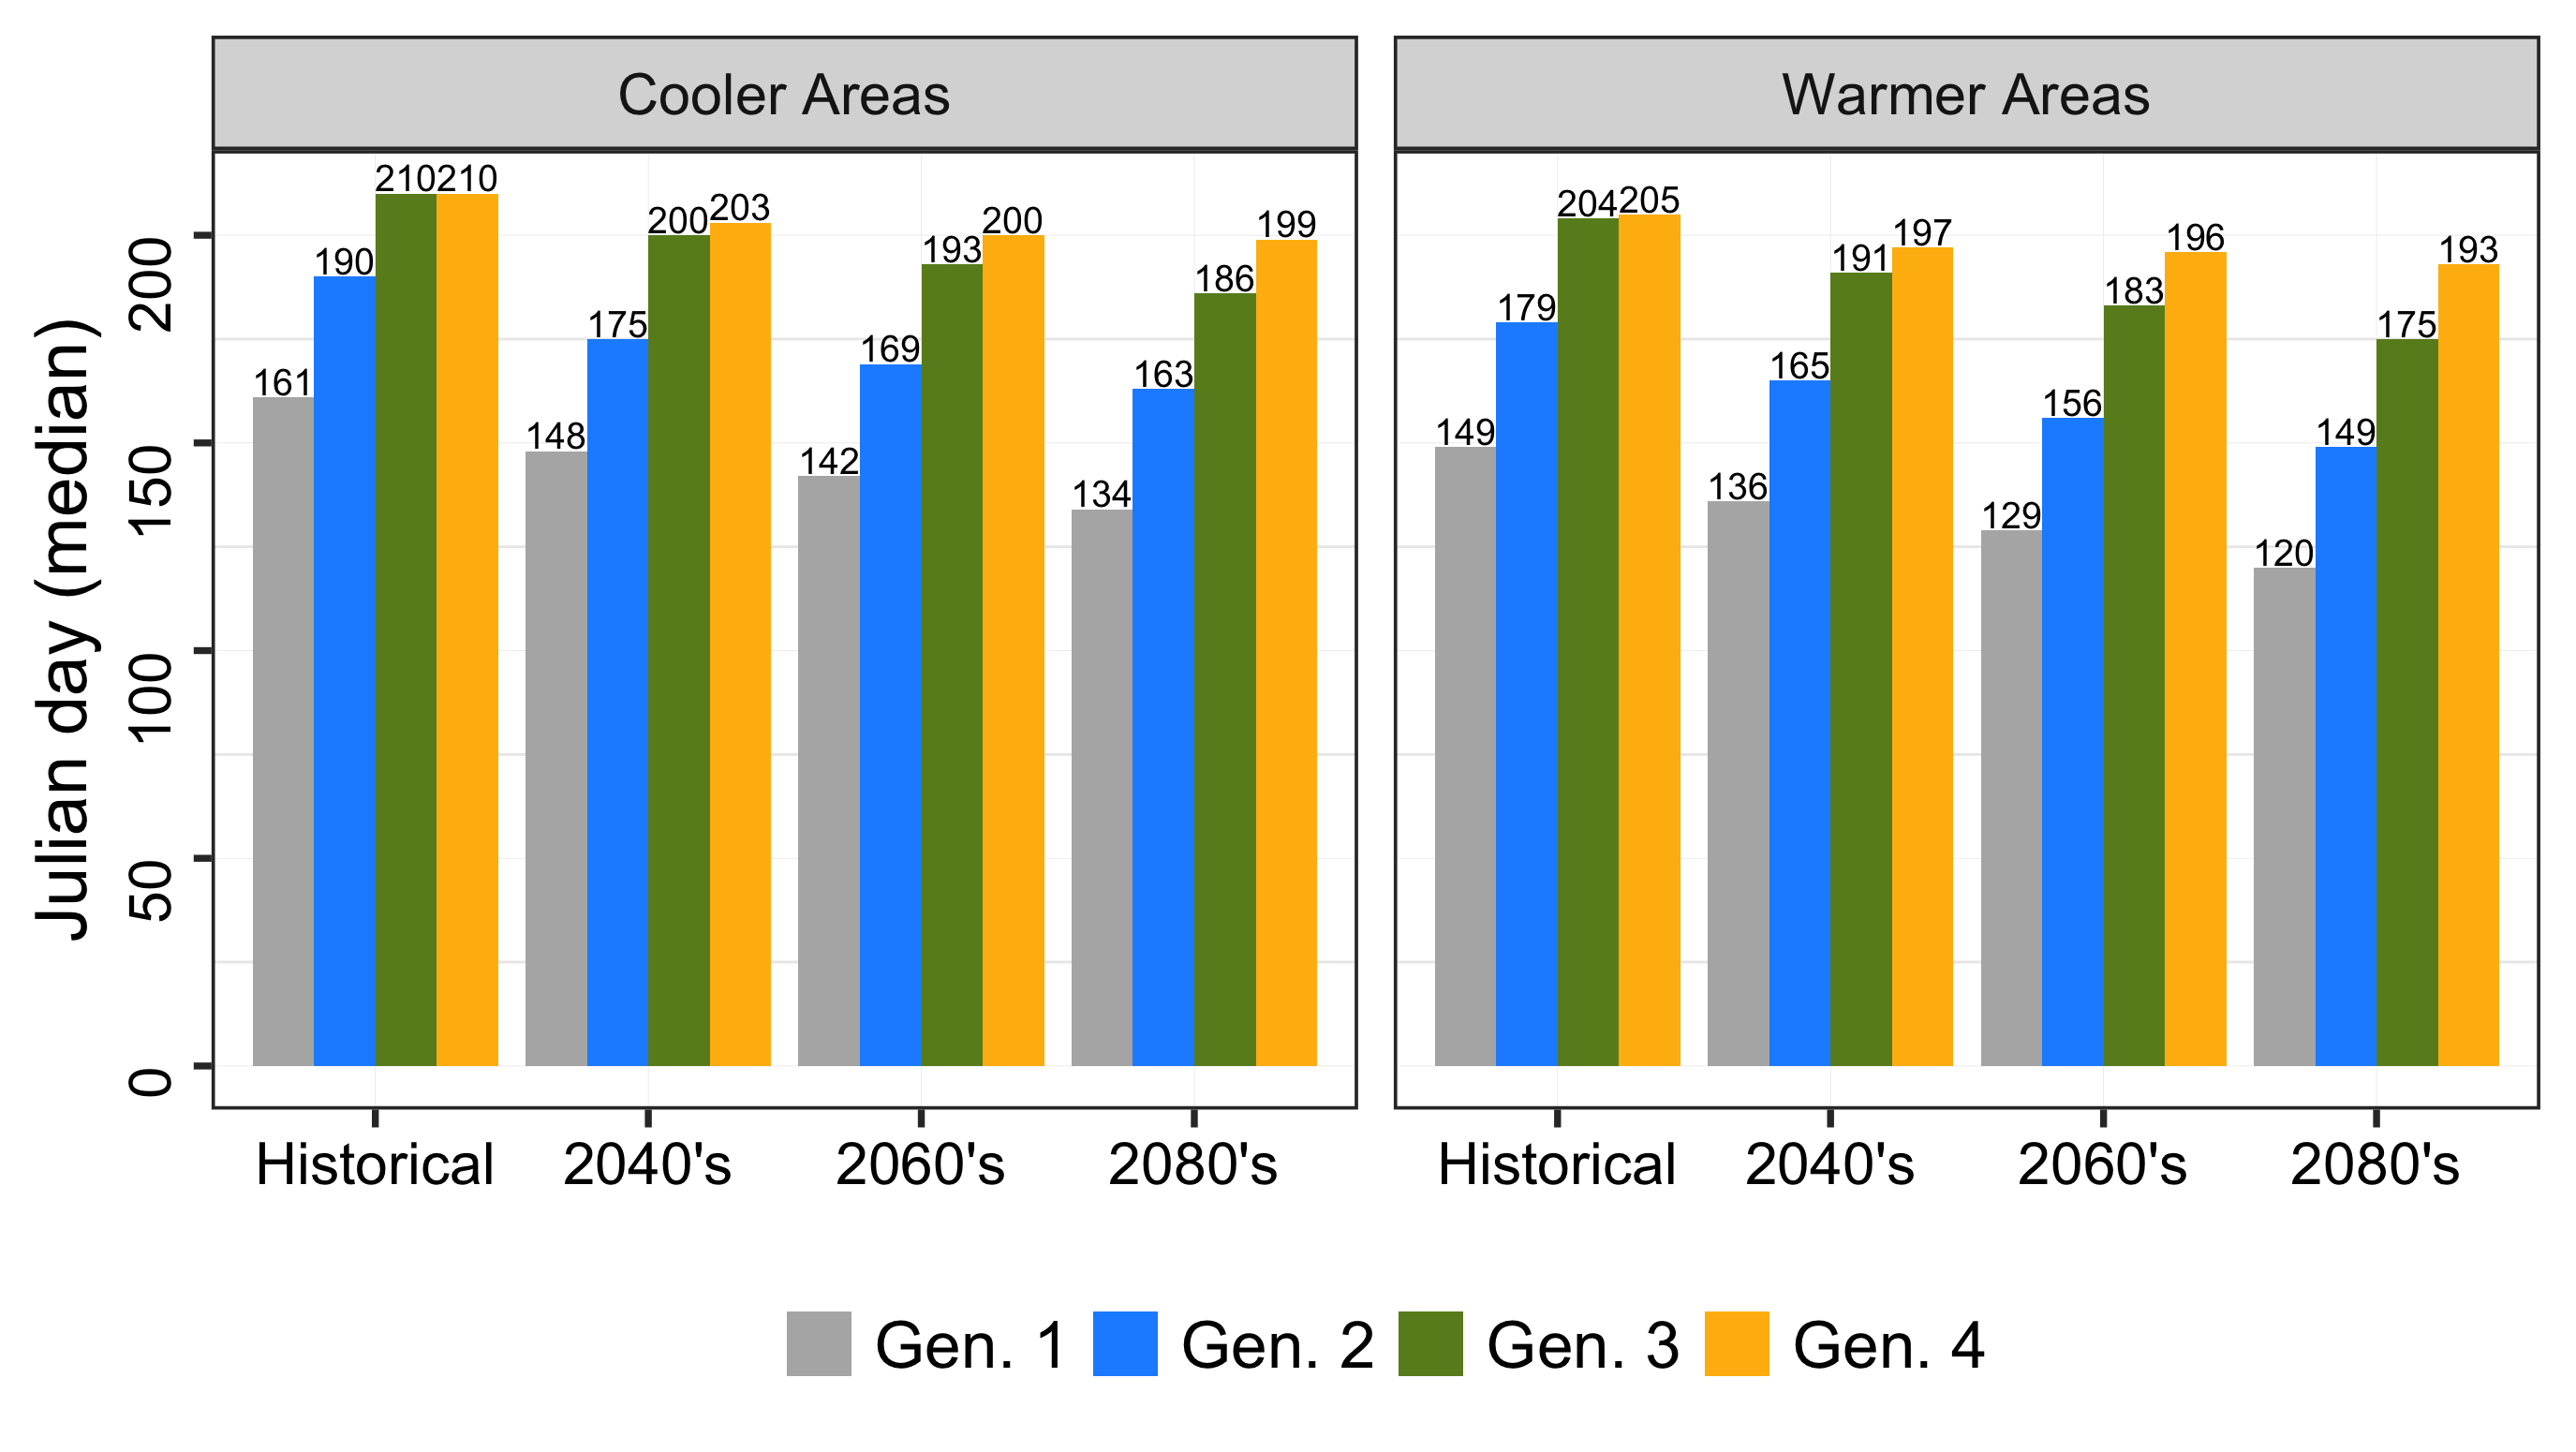 Cooler Areas
Warmer Areas
Julian day (median)
200
150
100
50
0
161 190 210 210 148 175 200 203 142 169 193 200 134 163 186 199
149 179 204 205 136 165 191 197 129 156 183 196 120 149 175 193
Historical 2040's 2060's 2080's
Historical 2040's 2060's 2080's
Gen. 1 Gen. 2 Gen. 3 Gen. 4